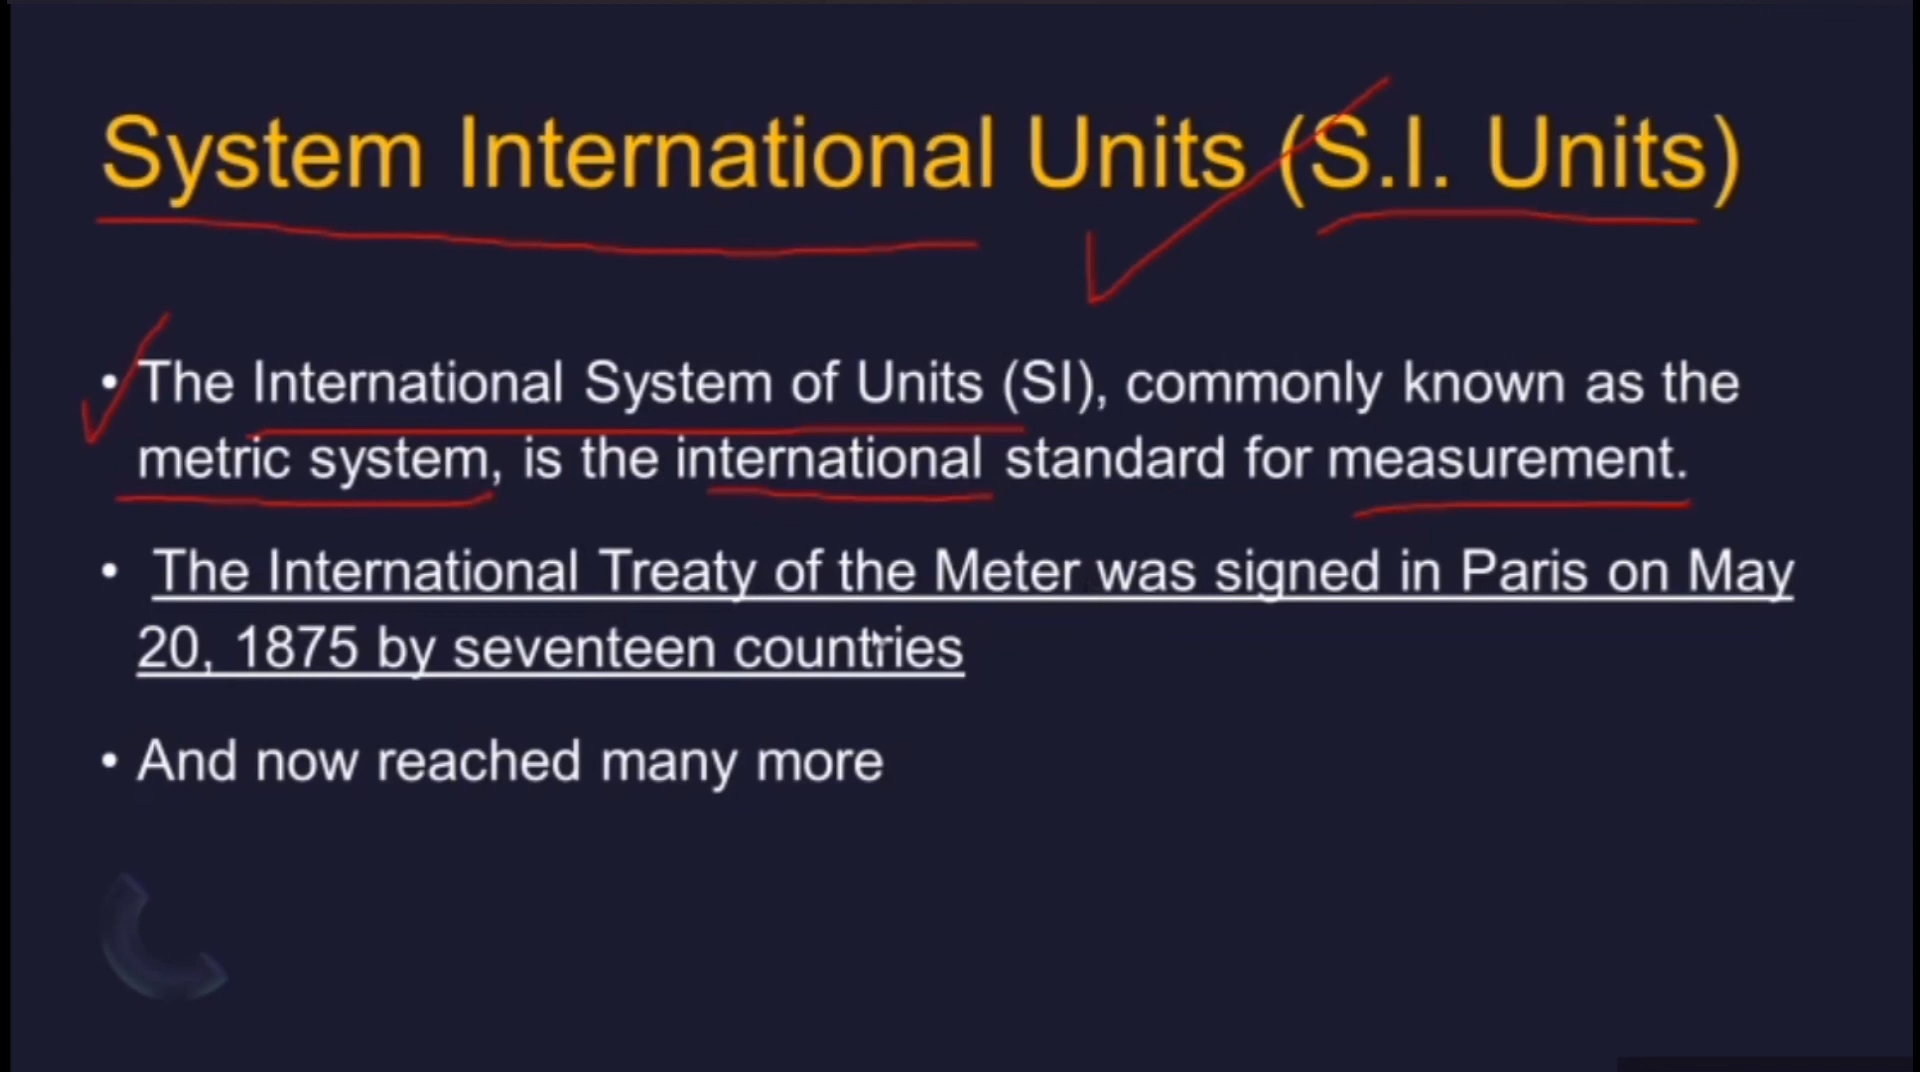 System International Units (S.I. Units)
• The International System of Units (SI), commonly known as the
metric system, is the international standard for measurement.
• The International Treaty of the Meter was signed in Paris on May
20, 1875 by seventeen countries
• And now reached many more